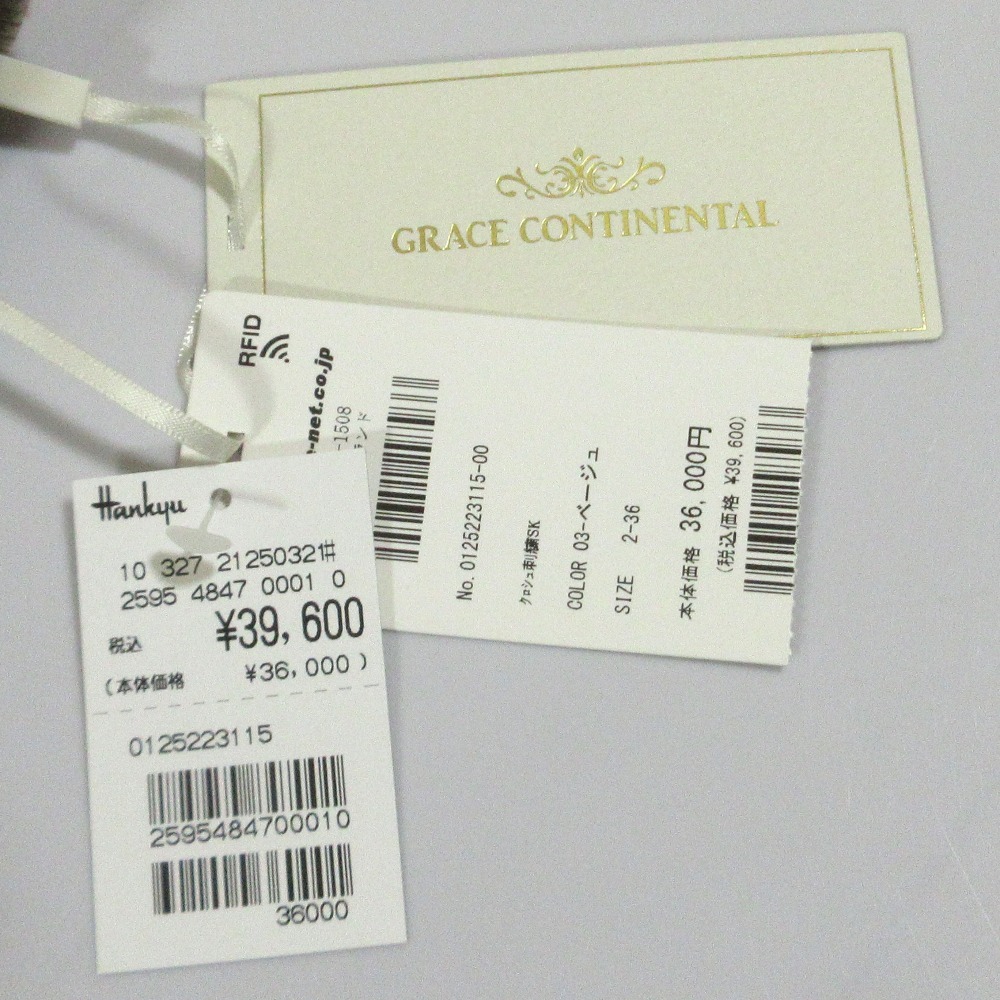 GRACE CONTINENTAL
RFID
-net.co.jp
-1508
ランド
No. 0125223115-00
クロシュ刺繍SK
COLOR 03-ベージュ
SIZE 2-36
本体価格 36,000円
(税込価格 ¥39,600)
Hankyu
10 327 2125032
2595 4847 0001 0
税込 ¥39,600
(本体価格 ¥36,000)
0125223115
2595484700010
36000